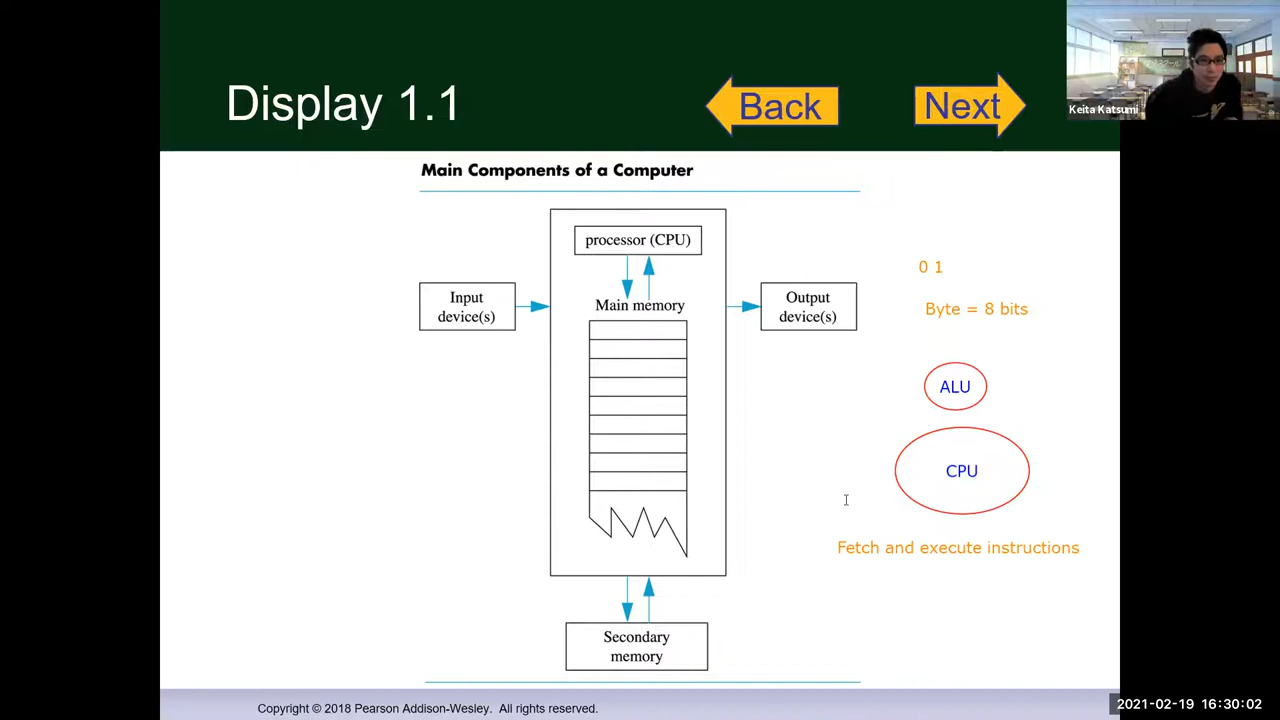 Display 1.1
Back
Next
Keita Katsumi
Main Components of a Computer
processor (CPU)
Main memory
Input
device(s)
Output
device(s)
Secondary
memory
0 1
Byte = 8 bits
ALU
CPU
Fetch and execute instructions
Copyright © 2018 Pearson Addison-Wesley. All rights reserved.
2021-02-19 16:30:02